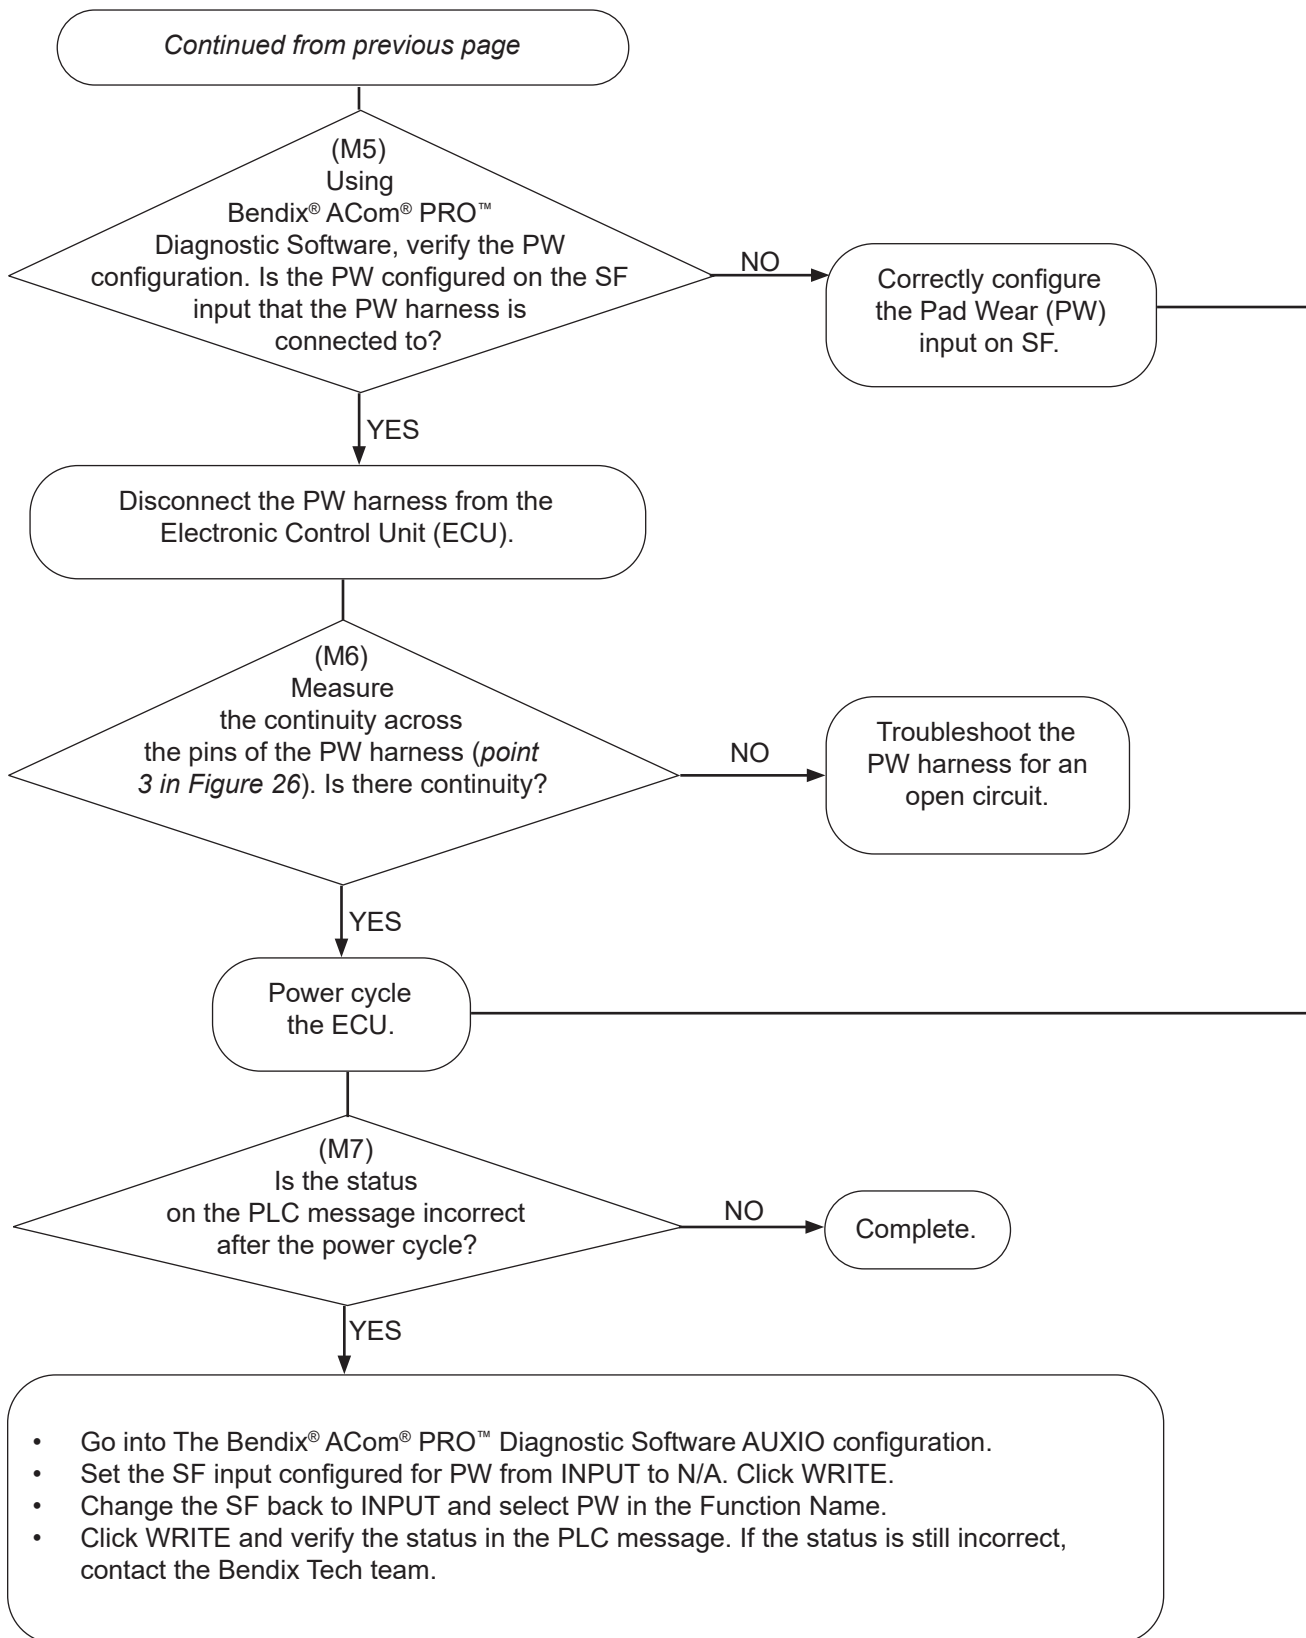 Continued from previous page
(M5)
Using
Bendix® ACom® PRO™
Diagnostic Software, verify the PW
configuration. Is the PW configured on the SF
input that the PW harness is
connected to?
NO
Correctly configure
the Pad Wear (PW)
input on SF.
YES
Disconnect the PW harness from the
Electronic Control Unit (ECU).
(M6)
Measure
the continuity across
the pins of the PW harness (point
3 in Figure 26). Is there continuity?
NO
Troubleshoot the
PW harness for an
open circuit.
YES
Power cycle
the ECU.
(M7)
Is the status
on the PLC message incorrect
after the power cycle?
NO
Complete.
YES
• Go into The Bendix® ACom® PRO™ Diagnostic Software AUXIO configuration.
• Set the SF input configured for PW from INPUT to N/A. Click WRITE.
• Change the SF back to INPUT and select PW in the Function Name.
• Click WRITE and verify the status in the PLC message. If the status is still incorrect,
contact the Bendix Tech team.